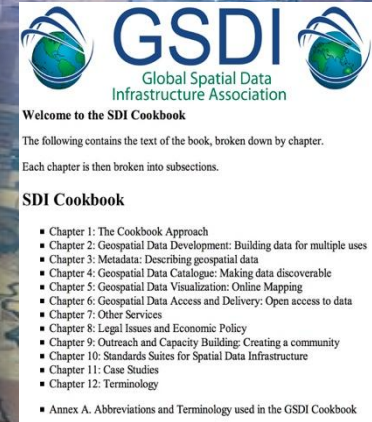 GSDI
Global Spatial Data
Infrastructure Association
Welcome to the SDI Cookbook
The following contains the text of the book, broken down by chapter.
Each chapter is then broken into subsections.
SDI Cookbook
Chapter 1: The Cookbook Approach
Chapter 2: Geospatial Data Development: Building data for multiple uses
Chapter 3: Metadata: Describing geospatial data
Chapter 4: Geospatial Data Catalogue: Making data discoverable
Chapter 5: Geospatial Data Visualization: Online Mapping
Chapter 6: Geospatial Data Access and Delivery: Open access to data
Chapter 7: Other Services
Chapter 8: Legal Issues and Economic Policy
Chapter 9: Outreach and Capacity Building: Creating a community
Chapter 10: Standards Suites for Spatial Data Infrastructure
Chapter 11: Case Studies
Chapter 12: Terminology
Annex A. Abbreviations and Terminology used in the GSDI Cookbook